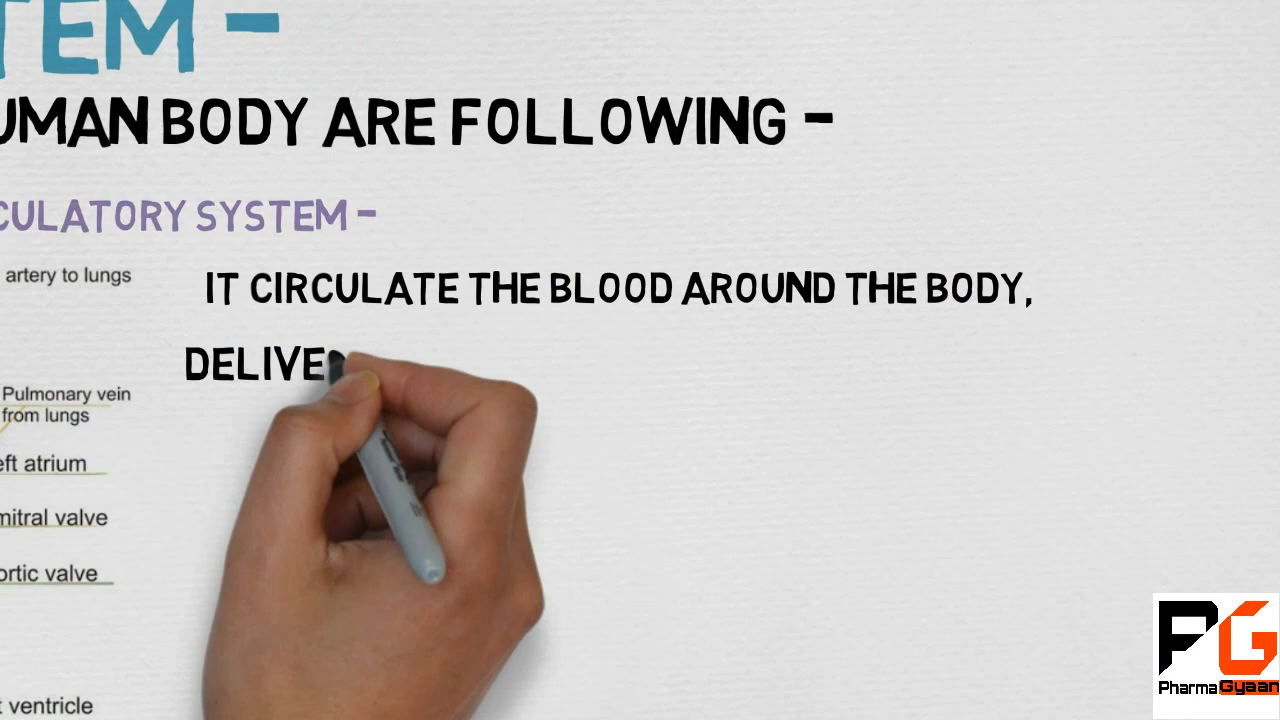 TEM -
UMAN BODY ARE FOLLOWING -
CULATORY SYSTEM -
artery to lungs
IT CIRCULATE THE BLOOD AROUND THE BODY,
DELIVE
Pulmonary vein
from lungs
eft atrium
mitral valve
ortic valve
t ventricle
PG
PharmaGyaan